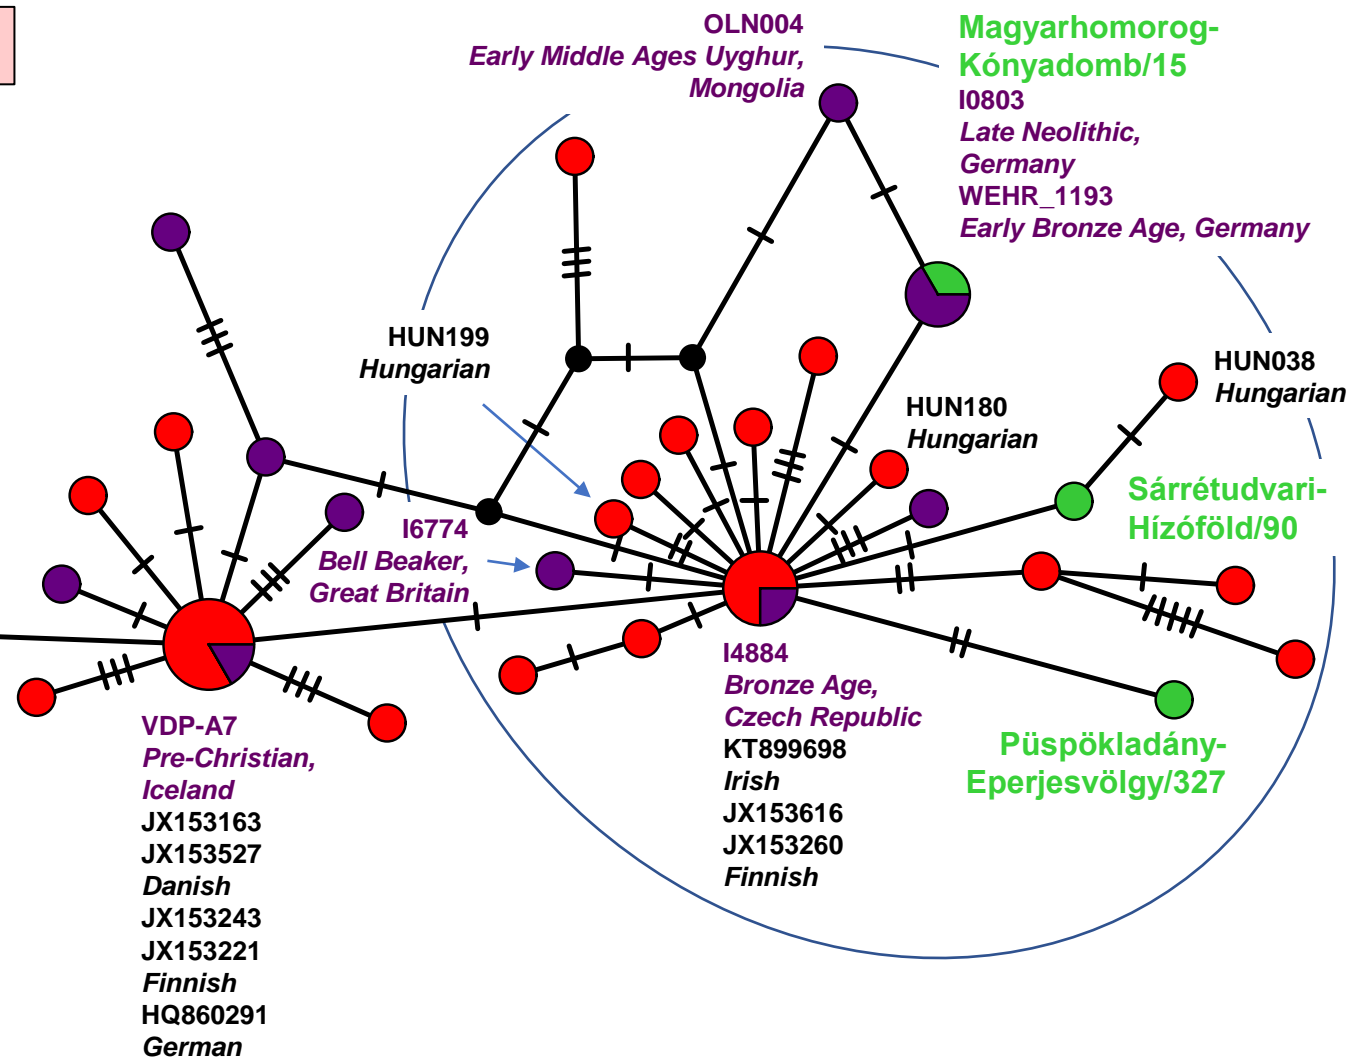 OLN004
Early Middle Ages Uyghur,
Mongolia
Magyarhomorog-
Kónyadomb/15
I0803
Late Neolithic,
Germany
WEHR_1193
Early Bronze Age, Germany
HUN199
Hungarian
HUN180
Hungarian
HUN038
Hungarian
Sárrétudvari-
Hízóföld/90
I6774
Bell Beaker,
Great Britain
I4884
Bronze Age,
Czech Republic
KT899698
Irish
JX153616
JX153260
Finnish
Püspökladány-
Eperjesvölgy/327
VDP-A7
Pre-Christian,
Iceland
JX153163
JX153527
Danish
JX153243
JX153221
Finnish
HQ860291
German